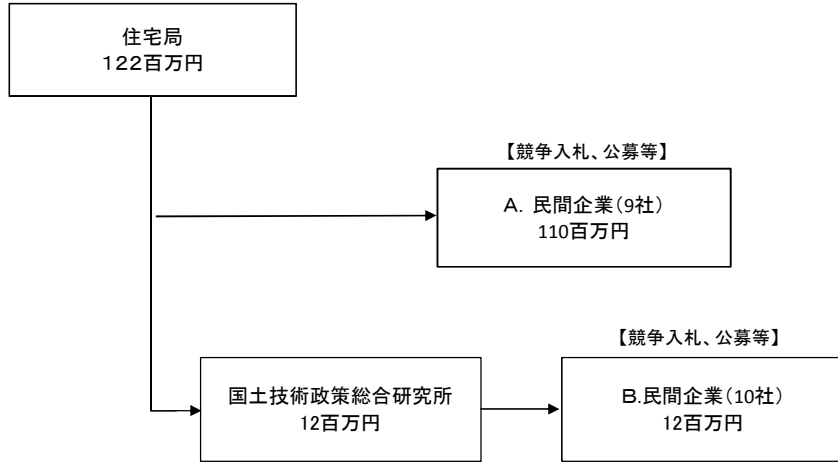 住宅局
１２２百万円
【競争入札、公募等】
Ａ．民間企業（9社）
110百万円
【競争入札、公募等】
国土技術政策総合研究所
12百万円
Ｂ．民間企業（10社）
12百万円